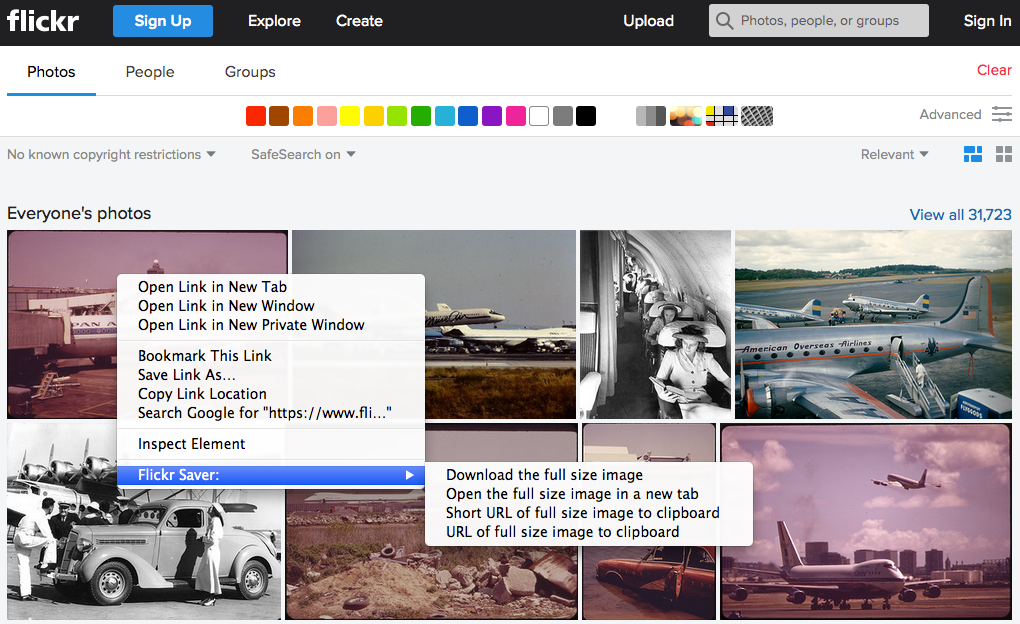 flickr Sign Up Explore Create Upload Photos, people, or groups Sign In
Photos People Groups Clear
Advanced
No known copyright restrictions SafeSearch on Relevant
Everyone's photos View all 31,723
Open Link in New Tab
Open Link in New Window
Open Link in New Private Window
Bookmark This Link
Save Link As...
Copy Link Location
Search Google for "https://www.fli..."
Inspect Element
Flickr Saver:
Download the full size image
Open the full size image in a new tab
Short URL of full size image to clipboard
URL of full size image to clipboard
PAN A
American Overseas Airlines